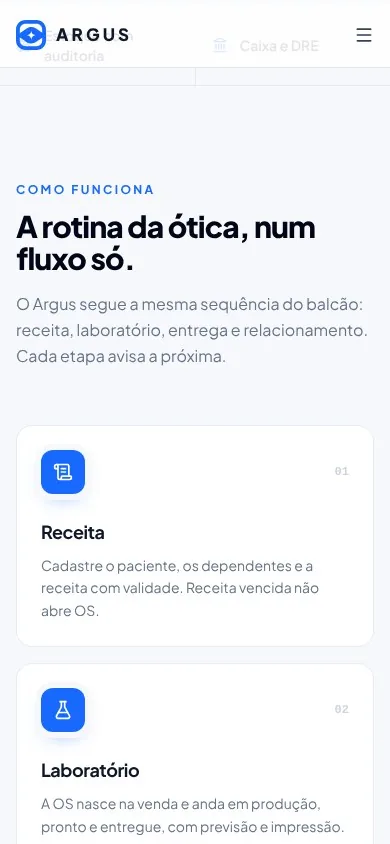 ARGUS
auditoria
Caixa e DRE
COMO FUNCIONA
A rotina da ótica, num
fluxo só.
O Argus segue a mesma sequência do balcão:
receita, laboratório, entrega e relacionamento.
Cada etapa avisa a próxima.
01
Receita
Cadastre o paciente, os dependentes e a
receita com validade. Receita vencida não
abre OS.
02
Laboratório
A OS nasce na venda e anda em produção,
pronto e entregue, com previsão e impressão.